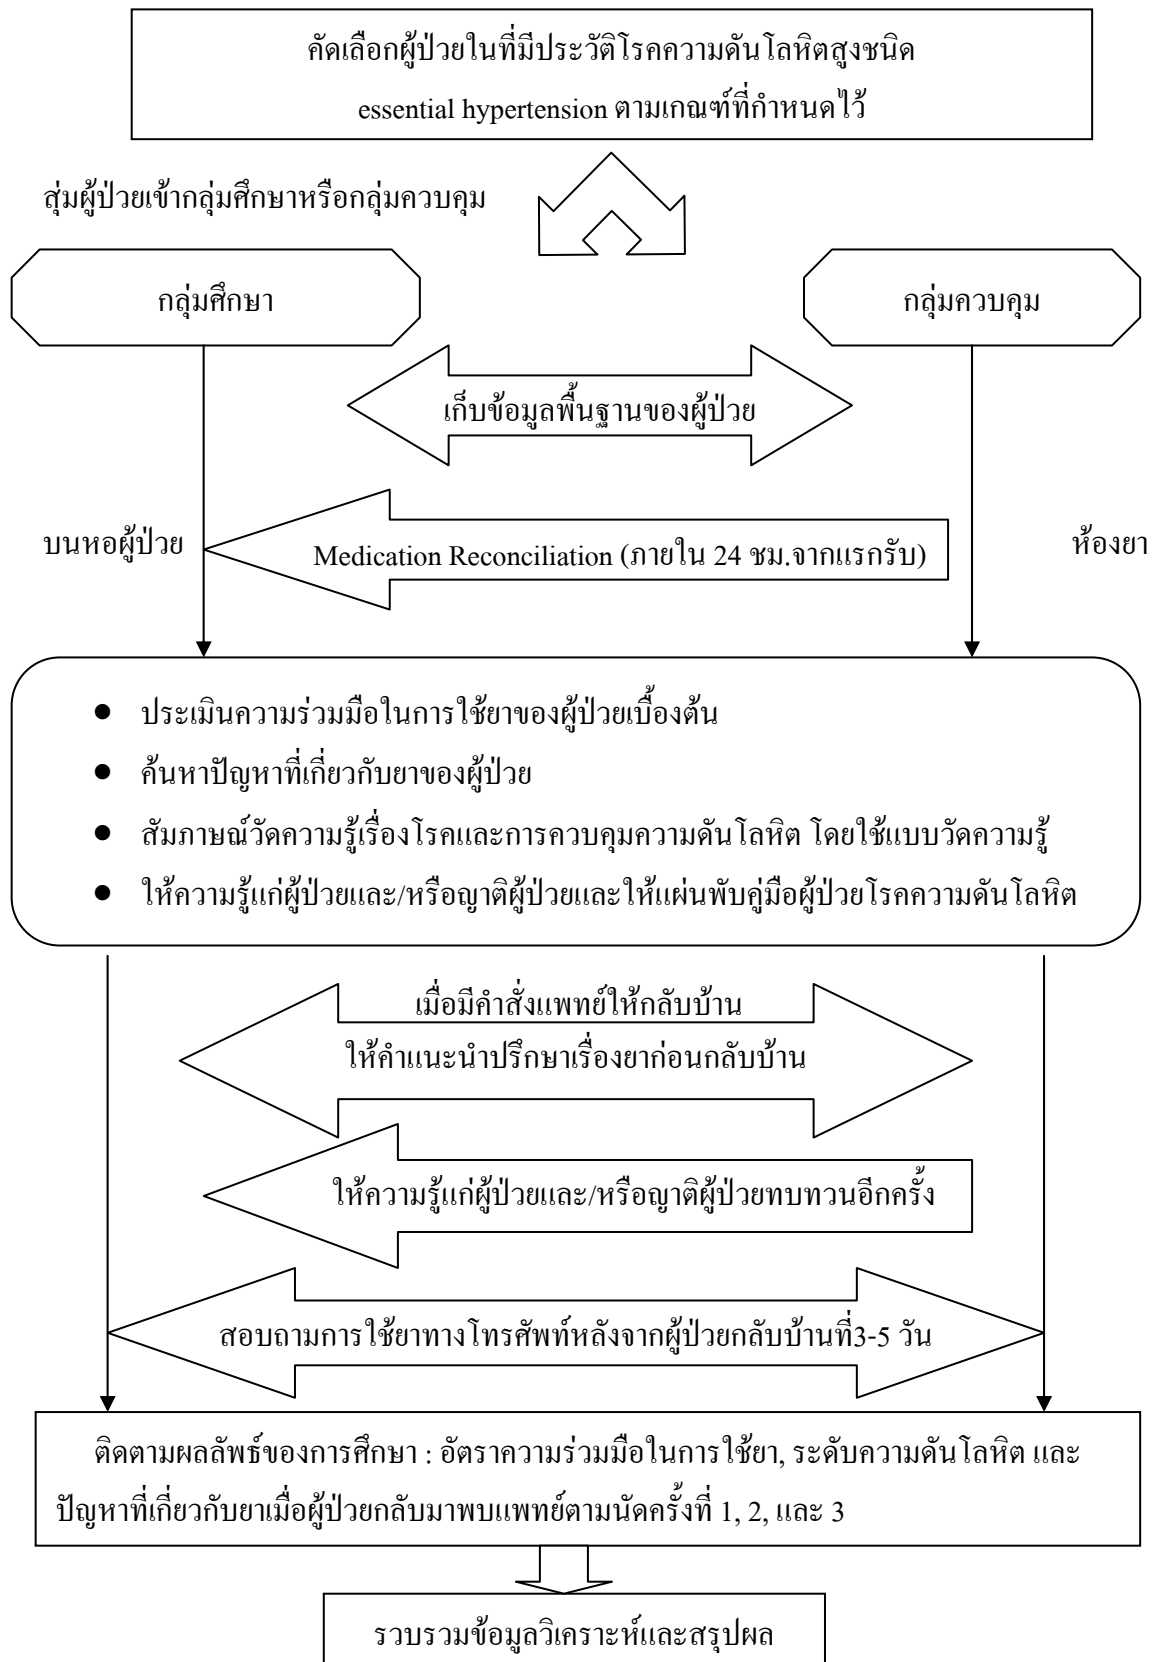 คัดเลือกผู้ป่วยในที่มีประวัติโรคความดันโลหิตสูงชนิด
essential hypertension ตามเกณฑ์ที่กำหนดไว้
สุ่มผู้ป่วยเข้ากลุ่มศึกษาหรือกลุ่มควบคุม
กลุ่มศึกษา
กลุ่มควบคุม
เก็บข้อมูลพื้นฐานของผู้ป่วย
บนหอผู้ป่วย
Medication Reconciliation (ภายใน 24 ชม.จากแรกรับ)
ห้องยา
● ประเมินความร่วมมือในการใช้ยาของผู้ป่วยเบื้องต้น
● ค้นหาปัญหาที่เกี่ยวกับยาของผู้ป่วย
● สัมภาษณ์วัดความรู้เรื่องโรคและการควบคุมความดันโลหิต โดยใช้แบบวัดความรู้
● ให้ความรู้แก่ผู้ป่วยและ/หรือญาติผู้ป่วยและให้แผ่นพับคู่มือผู้ป่วยโรคความดันโลหิต
เมื่อมีคำสั่งแพทย์ให้กลับบ้าน
ให้คำแนะนำปรึกษาเรื่องยาก่อนกลับบ้าน
ให้ความรู้แก่ผู้ป่วยและ/หรือญาติผู้ป่วยทบทวนอีกครั้ง
สอบถามการใช้ยาทางโทรศัพท์หลังจากผู้ป่วยกลับบ้านที่3-5 วัน
ติดตามผลลัพธ์ของการศึกษา : อัตราความร่วมมือในการใช้ยา, ระดับความดันโลหิต และ
ปัญหาที่เกี่ยวกับยาเมื่อผู้ป่วยกลับมาพบแพทย์ตามนัดครั้งที่ 1, 2, และ 3
รวบรวมข้อมูลวิเคราะห์และสรุปผล